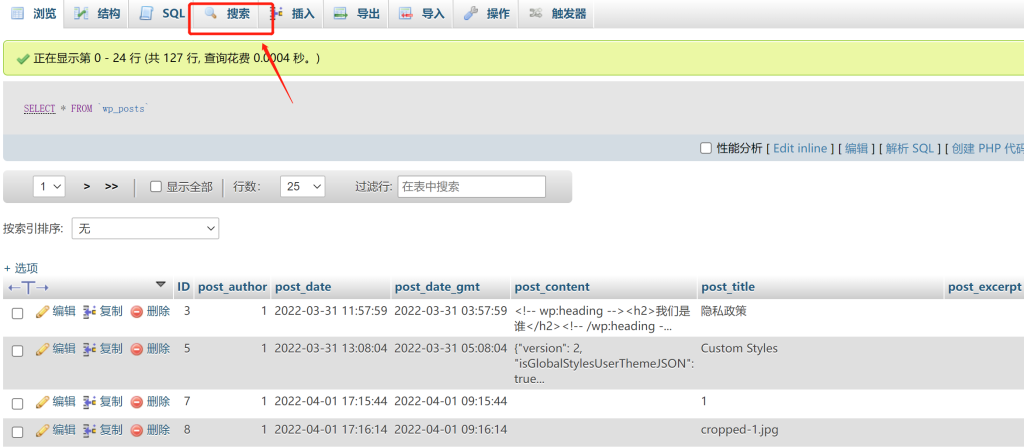 浏览 结构 SQL 搜索 插入 导出 导入 操作 触发器
正在显示第 0 - 24 行 (共 127 行, 查询花费 0.0004 秒。)
SELECT * FROM `wp_posts`
性能分析 [ Edit inline ] [ 编辑 ] [ 解析 SQL ] [ 创建 PHP 代码
1 > >> 显示全部 行数： 25 过滤行: 在表中搜索
按索引排序: 无
+ 选项
←T→ ID post_author post_date post_date_gmt post_content post_title post_excerpt
编辑 复制 删除 3 1 2022-03-31 11:57:59 2022-03-31 03:57:59 <!-- wp:heading --><h2>我们是 隐私政策
谁</h2><!-- /wp:heading -...
编辑 复制 删除 5 1 2022-03-31 13:08:04 2022-03-31 05:08:04 {"version": 2, Custom Styles
"isGlobalStylesUserThemeJSON":
true...
编辑 复制 删除 7 1 2022-04-01 17:15:44 2022-04-01 09:15:44 1
编辑 复制 删除 8 1 2022-04-01 17:16:14 2022-04-01 09:16:14 cropped-1.jpg